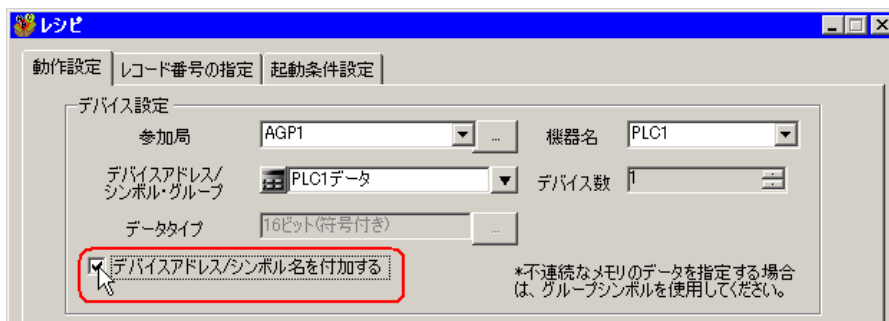 レシピ
動作設定 レコード番号の指定 起動条件設定
デバイス設定
参加局 AGP1 ... 機器名 PLC1
デバイスアドレス/
シンボル・グループ PLC1データ デバイス数 1
データタイプ 16ビット(符号付き) ...
デバイスアドレス/シンボル名を付加する
*不連続なメモリのデータを指定する場合
は、グループシンボルを使用してください。